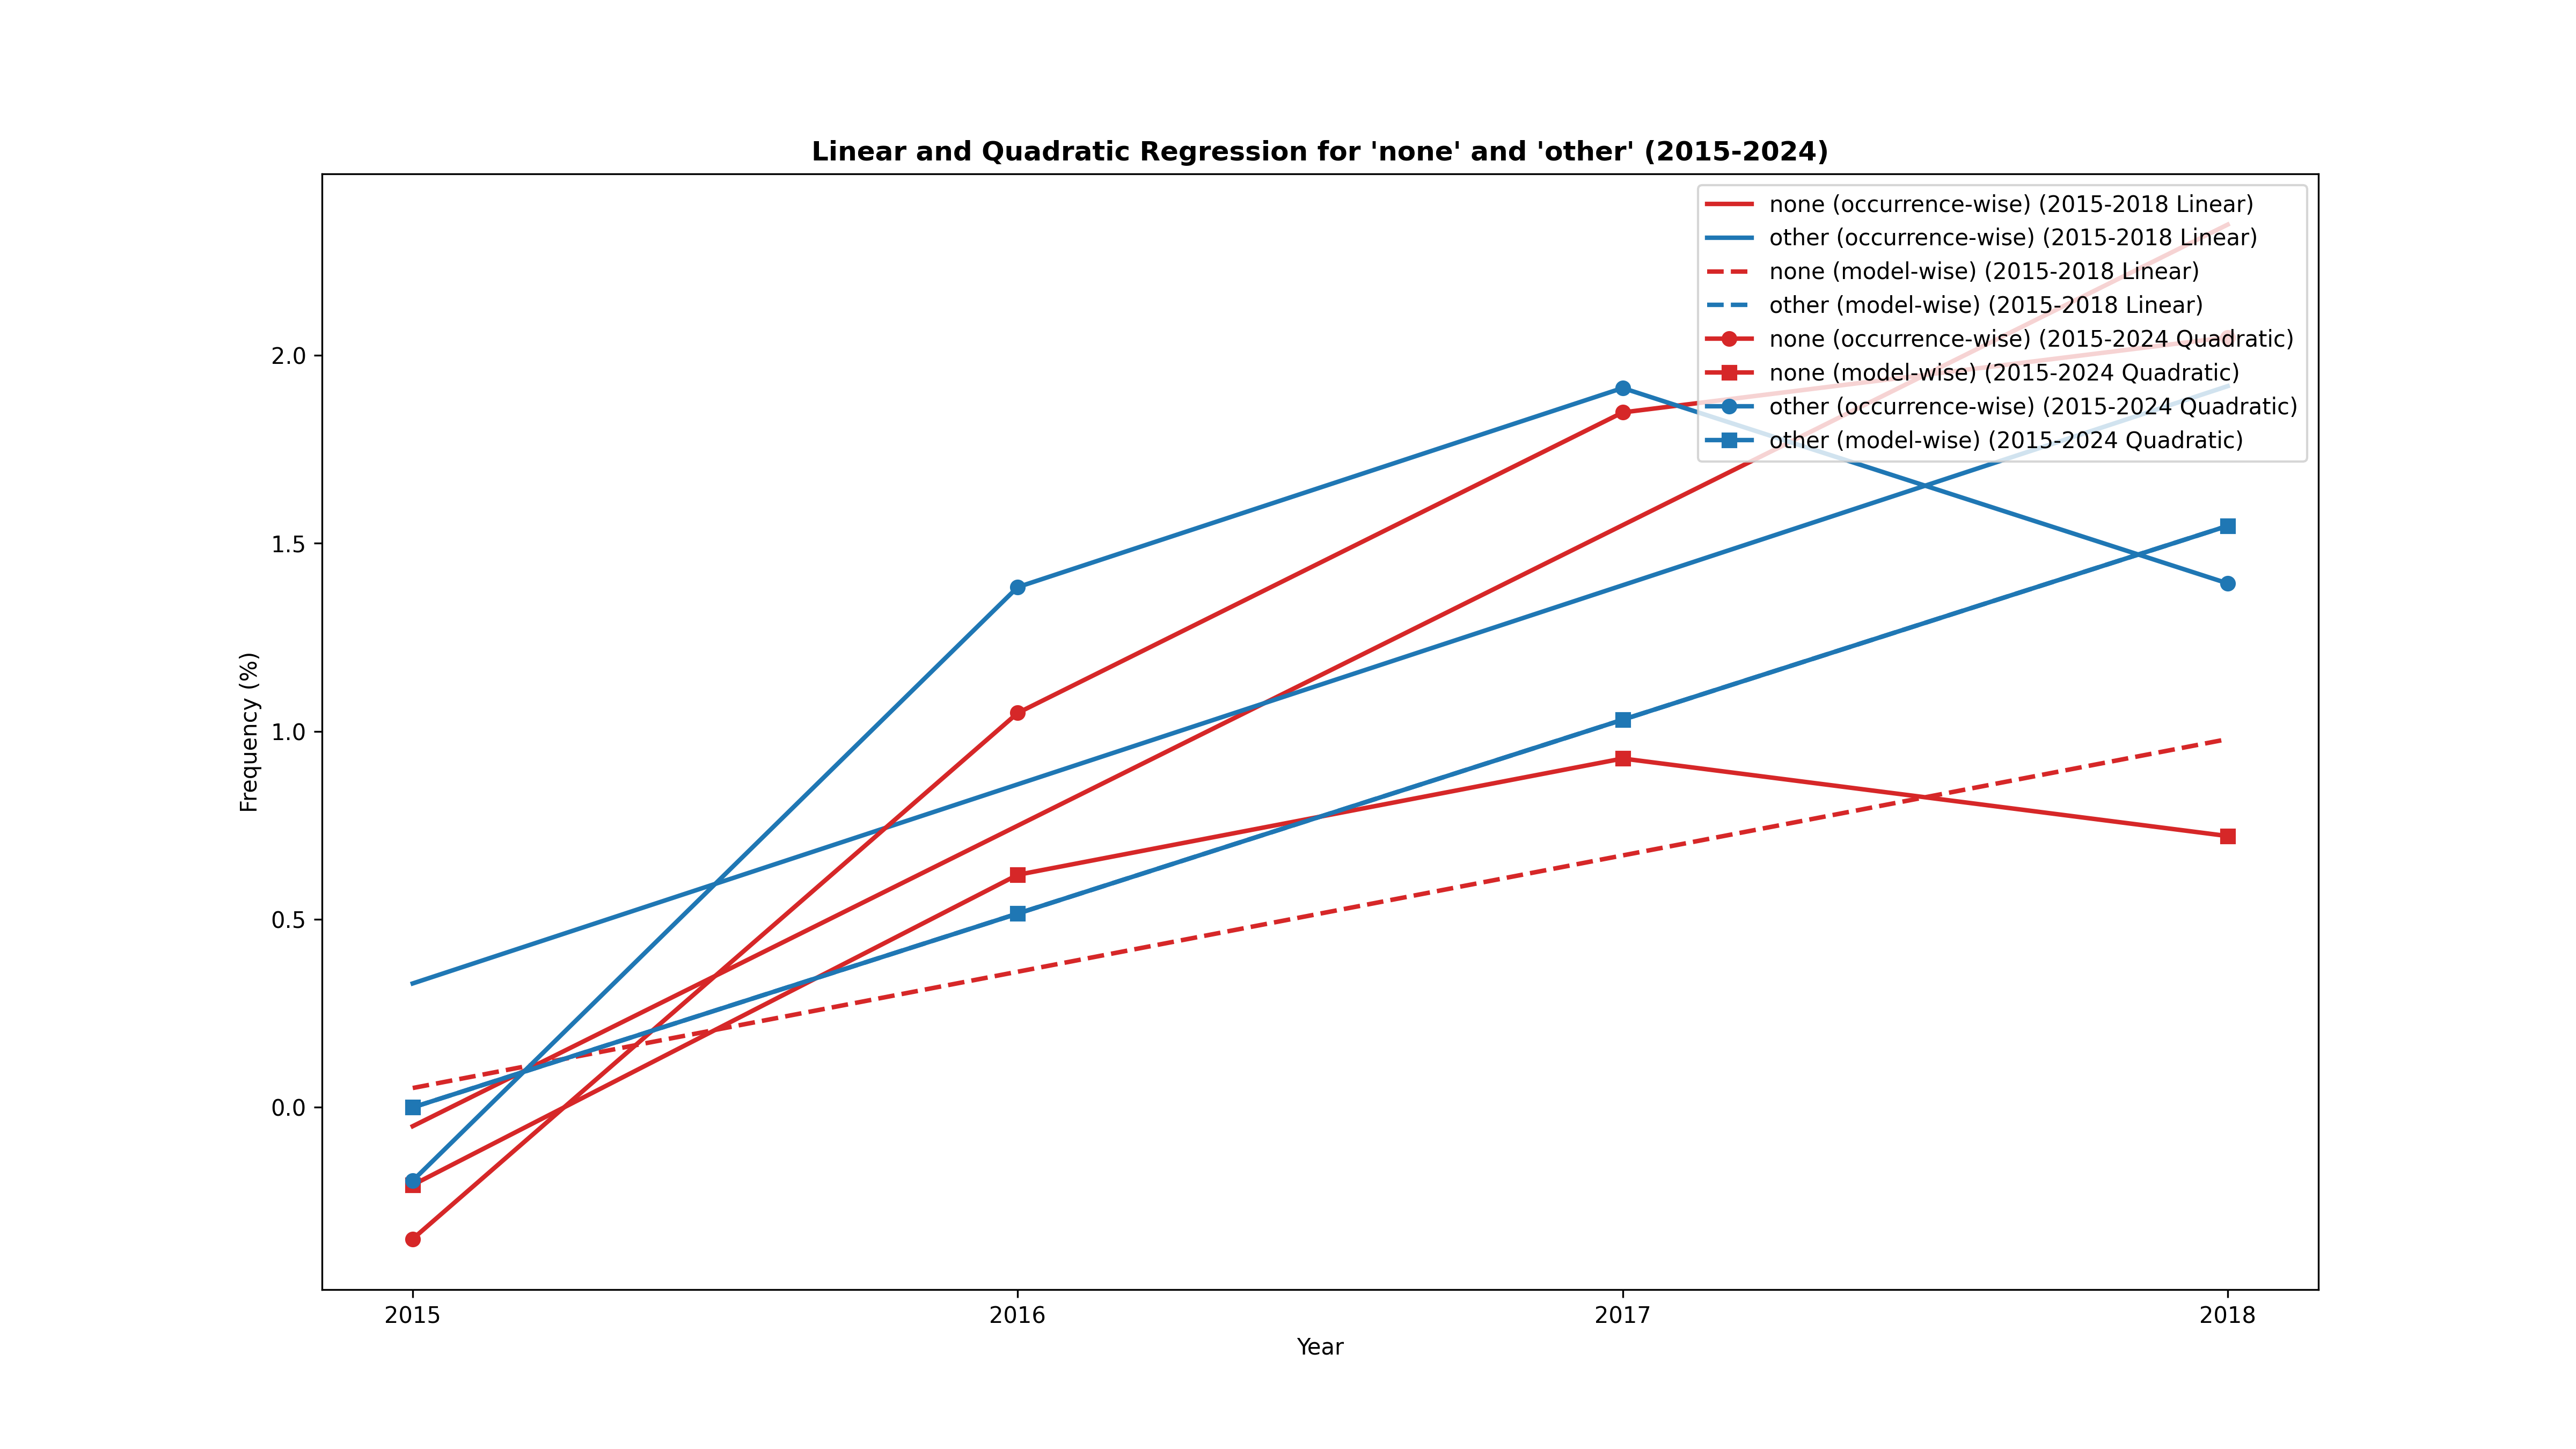 Linear and Quadratic Regression for 'none' and 'other' (2015-2024)
none (occurrence-wise) (2015-2018 Linear)
other (occurrence-wise) (2015-2018 Linear)
none (model-wise) (2015-2018 Linear)
other (model-wise) (2015-2018 Linear)
none (occurrence-wise) (2015-2024 Quadratic)
none (model-wise) (2015-2024 Quadratic)
other (occurrence-wise) (2015-2024 Quadratic)
other (model-wise) (2015-2024 Quadratic)
Frequency (%)
2.0
1.5
1.0
0.5
0.0
2015
2016
2017
2018
Year